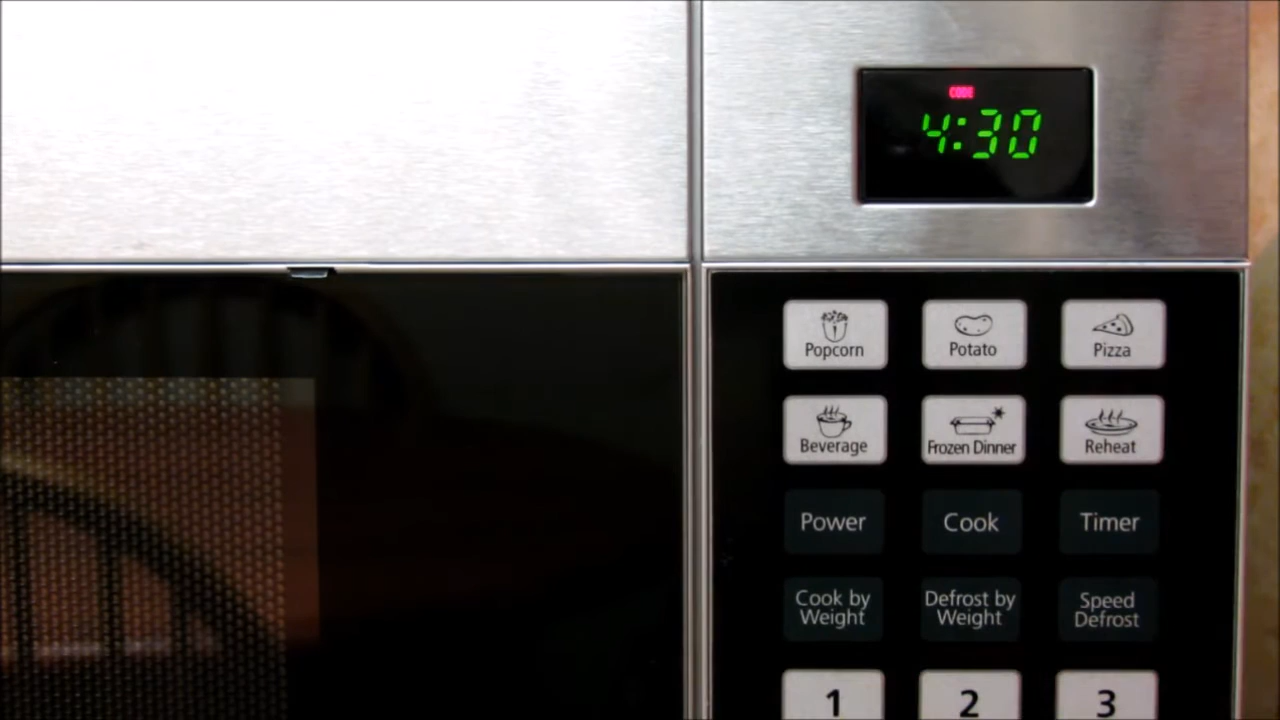 CODE
4:30
Popcorn
Potato
Pizza
Beverage
Frozen Dinner
Reheat
Power
Cook
Timer
Cook by
Weight
Defrost by
Weight
Speed
Defrost
1
2
3